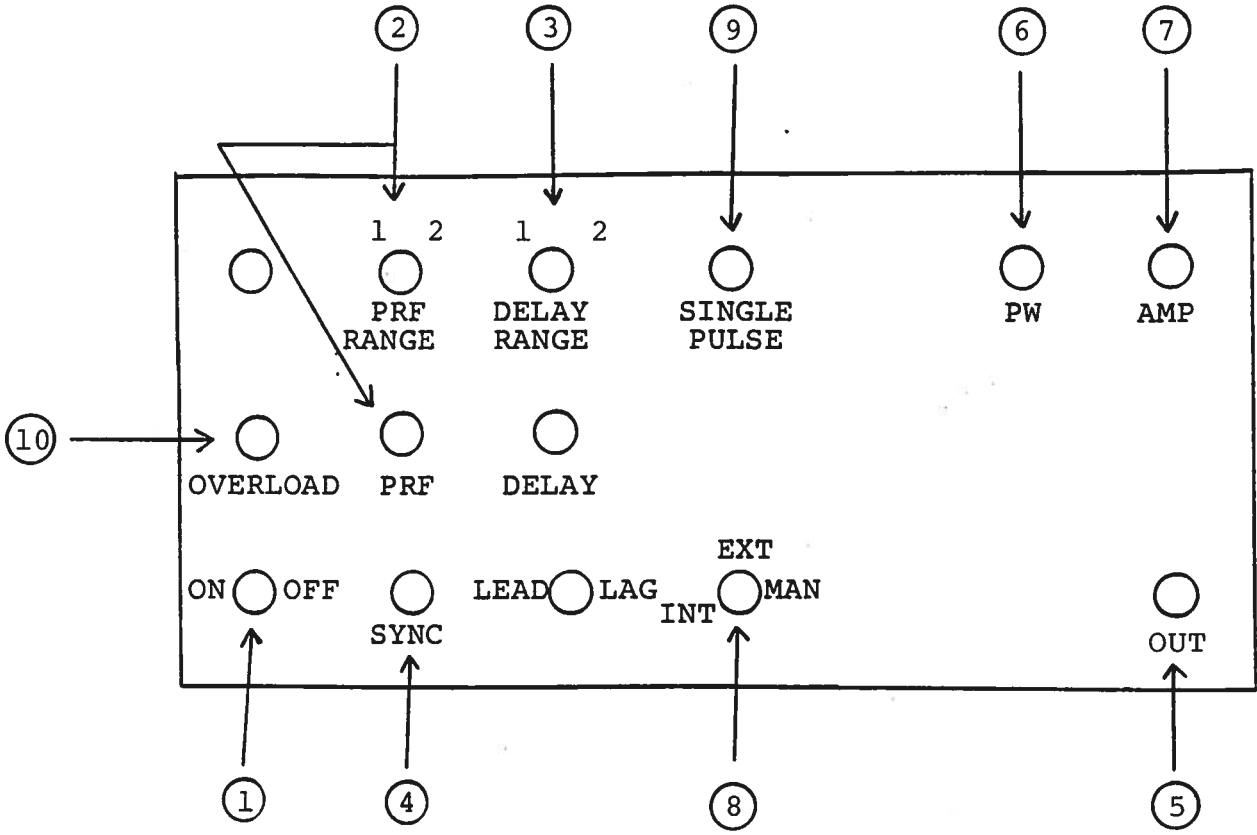 2 3 9 6 7
1 2 1 2
PRF RANGE
DELAY RANGE
SINGLE PULSE
PW
AMP
10
OVERLOAD PRF DELAY
EXT
ON OFF LEAD LAG INT MAN
SYNC
OUT
1 4 8 5